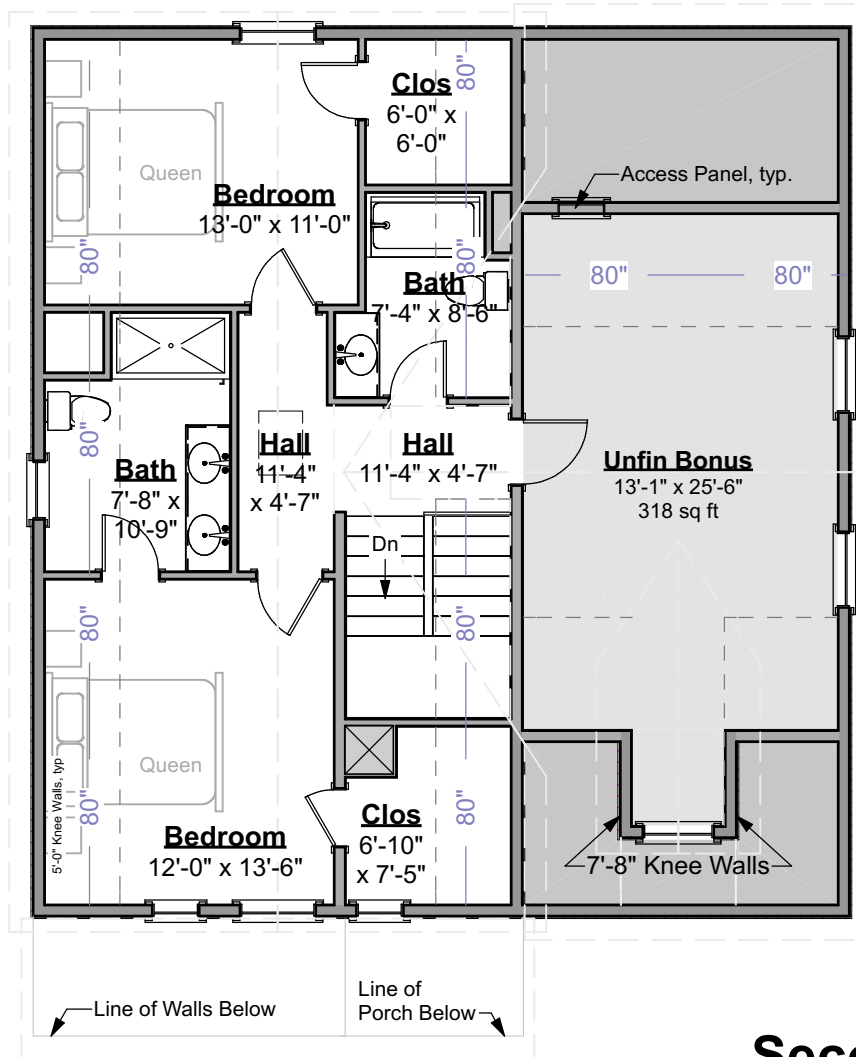 Clos
6'-0" x
6'-0"
80"
Queen
Bedroom
13'-0" x 11'-0"
Access Panel, typ.
80"
80"
80"
80"
Bath
7'-4" x 8'-6"
80"
Hall
11'-4"
x 4'-7"
Hall
11'-4" x 4'-7"
Unfin Bonus
13'-1" x 25'-6"
318 sq ft
80"
Bath
7'-8" x
10'-9"
Dn
80"
80"
Queen
5'-0" Knee Walls, typ
80"
Bedroom
12'-0" x 13'-6"
Clos
6'-10"
x 7'-5"
80"
7'-8" Knee Walls
Line of Walls Below
Line of
Porch Below